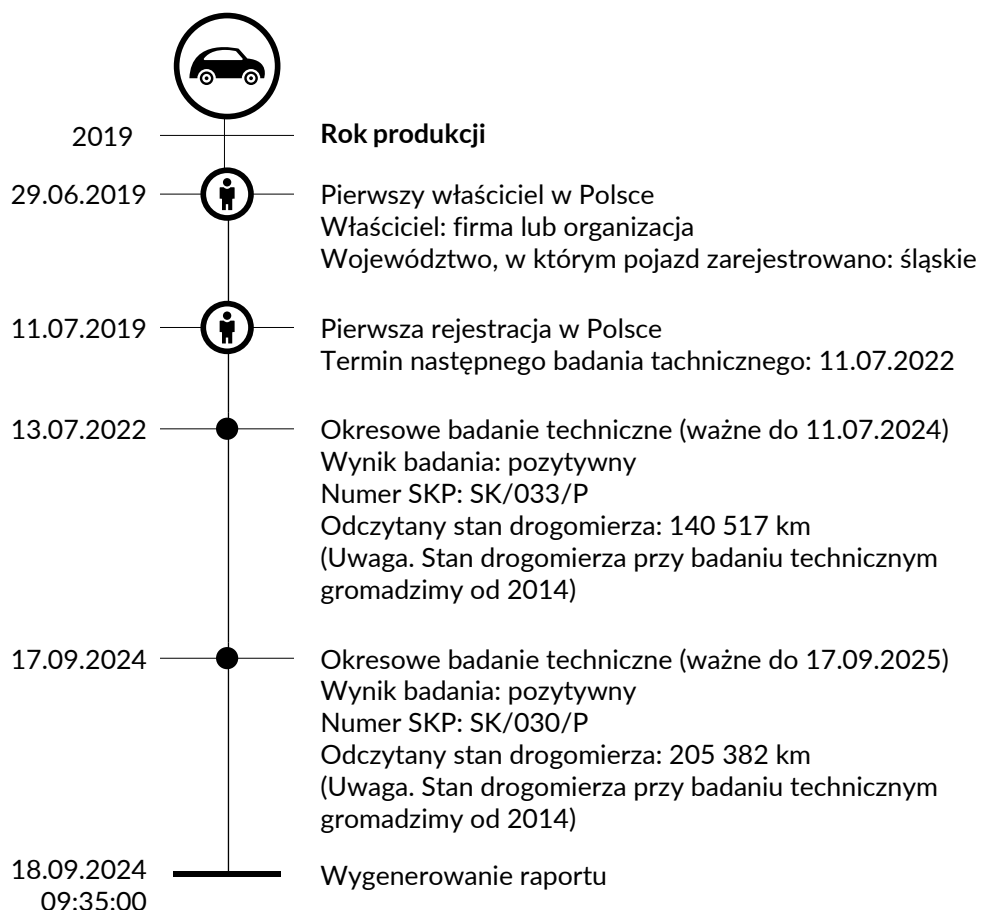 2019
Rok produkcji
29.06.2019
Pierwszy właściciel w Polsce
Właściciel: firma lub organizacja
Województwo, w którym pojazd zarejestrowano: śląskie
11.07.2019
Pierwsza rejestracja w Polsce
Termin następnego badania tachnicznego: 11.07.2022
13.07.2022
Okresowe badanie techniczne (ważne do 11.07.2024)
Wynik badania: pozytywny
Numer SKP: SK/033/P
Odczytany stan drogomierza: 140 517 km
(Uwaga. Stan drogomierza przy badaniu technicznym
gromadzimy od 2014)
17.09.2024
Okresowe badanie techniczne (ważne do 17.09.2025)
Wynik badania: pozytywny
Numer SKP: SK/030/P
Odczytany stan drogomierza: 205 382 km
(Uwaga. Stan drogomierza przy badaniu technicznym
gromadzimy od 2014)
18.09.2024
09:35:00
Wygenerowanie raportu